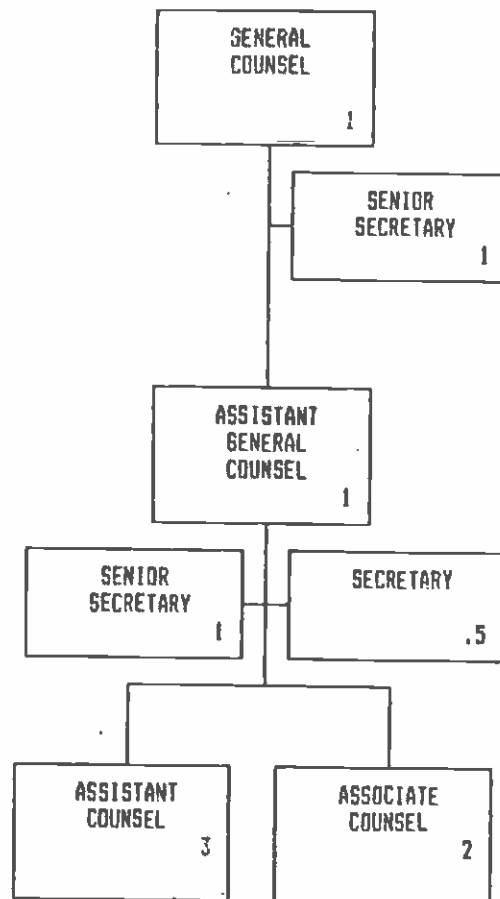 GENERAL
COUNSEL
1
SENIOR
SECRETARY
1
ASSISTANT
GENERAL
COUNSEL
1
SENIOR
SECRETARY
1
SECRETARY
.5
ASSISTANT
COUNSEL
3
ASSOCIATE
COUNSEL
2